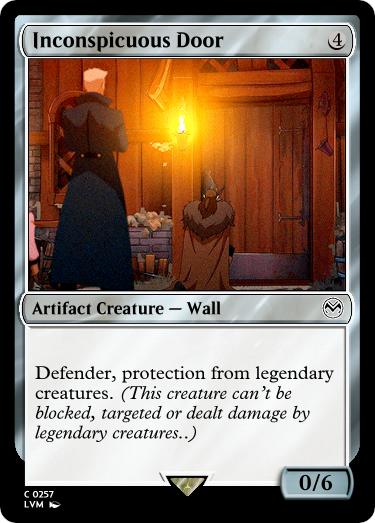 Inconspicuous Door 4
Artifact Creature — Wall
Defender, protection from legendary
creatures. (This creature can't be
blocked, targeted or dealt damage by
legendary creatures..)
0/6
C 0257
LVM